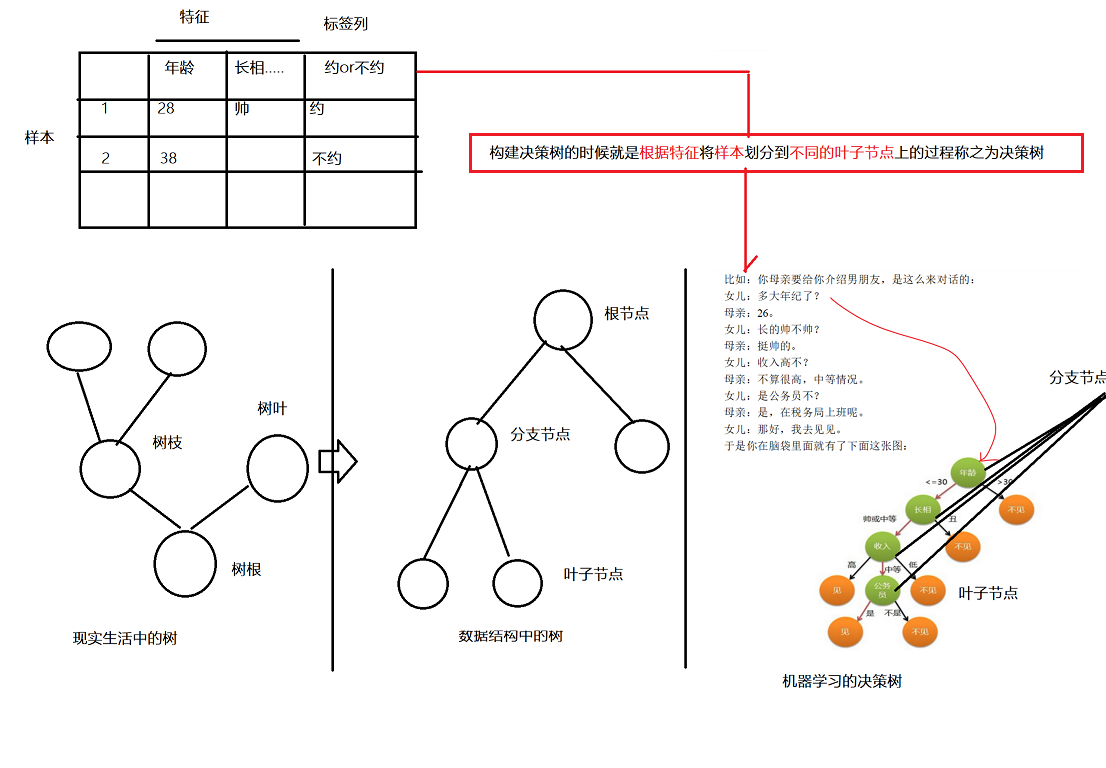 特征
标签列
年龄 长相..... 约or不约
1 28 帅 约
样本
2 38 不约
构建决策树的时候就是根据特征将样本划分到不同的叶子节点上的过程称之为决策树
树叶
树枝
树根
现实生活中的树
根节点
分支节点
叶子节点
数据结构中的树
比如：你母亲要给你介绍男朋友，是这么来对话的：
女儿：多大年纪了？
母亲：26。
女儿：长的帅不帅？
母亲：挺帅的。
女儿：收入高不？
母亲：不算很高，中等情况。
女儿：是公务员不？
母亲：是，在税务局上班呢。
女儿：那好，我去见见。
于是你在脑袋里面就有了下面这张图：
分支节点
年龄
<=30 >30
长相 不见
帅或中等 丑
收入 不见
高 中等 低
见 公务员 不见
叶子节点
是 不是
见 不见
机器学习的决策树